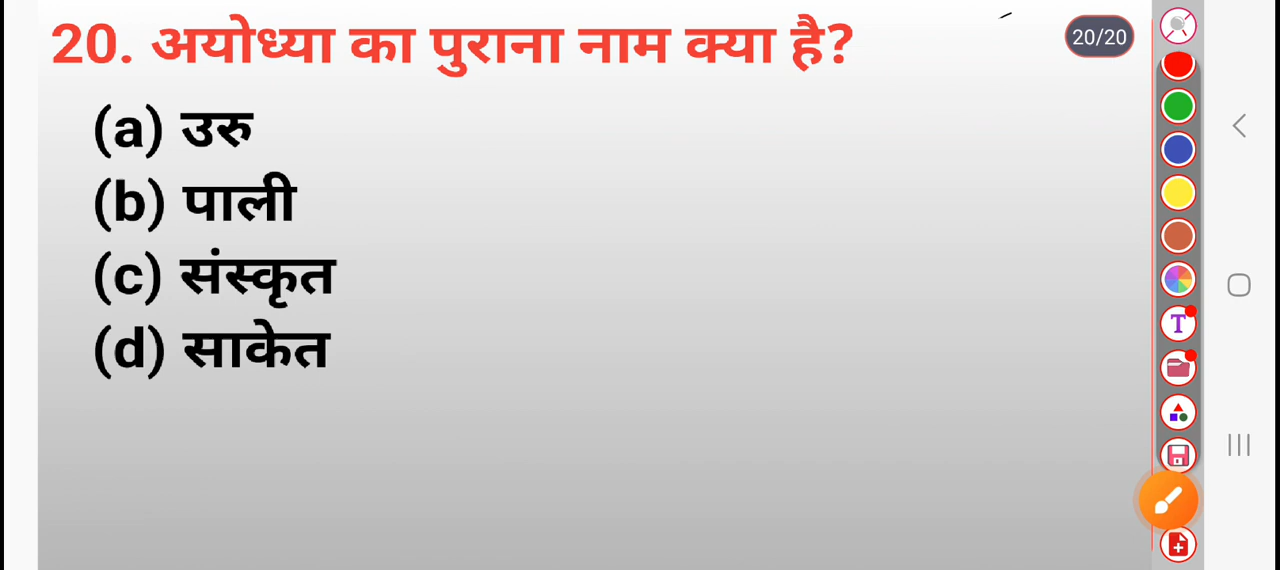 20. अयोध्या का पुराना नाम क्या है?
20/20
(a) उरु
(b) पाली
(c) संस्कृत
(d) साकेत
T